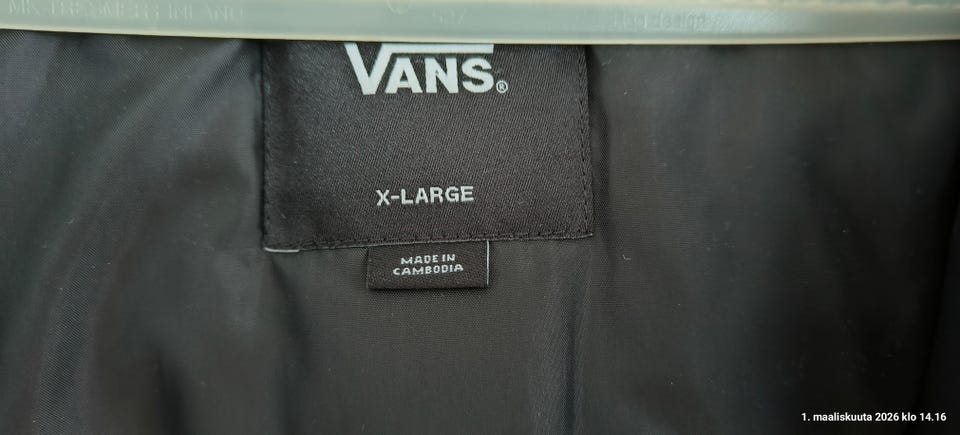 VANS®
X-LARGE
MADE IN
CAMBODIA
1. maaliskuuta 2026 klo 14.16